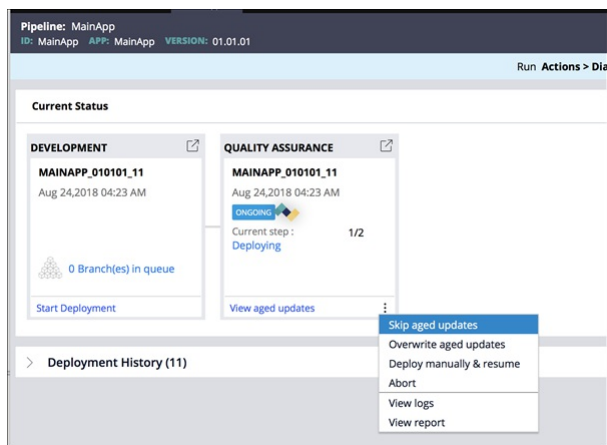 Pipeline: MainApp
ID: MainApp APP: MainApp VERSION: 01.01.01
Run Actions > Dia
Current Status
DEVELOPMENT
MAINAPP_010101_11
Aug 24,2018 04:23 AM
0 Branch(es) in queue
Start Deployment
QUALITY ASSURANCE
MAINAPP_010101_11
Aug 24,2018 04:23 AM
ONGOING
Current step : 1/2
Deploying
View aged updates
Skip aged updates
Overwrite aged updates
Deploy manually & resume
Abort
View logs
View report
Deployment History (11)